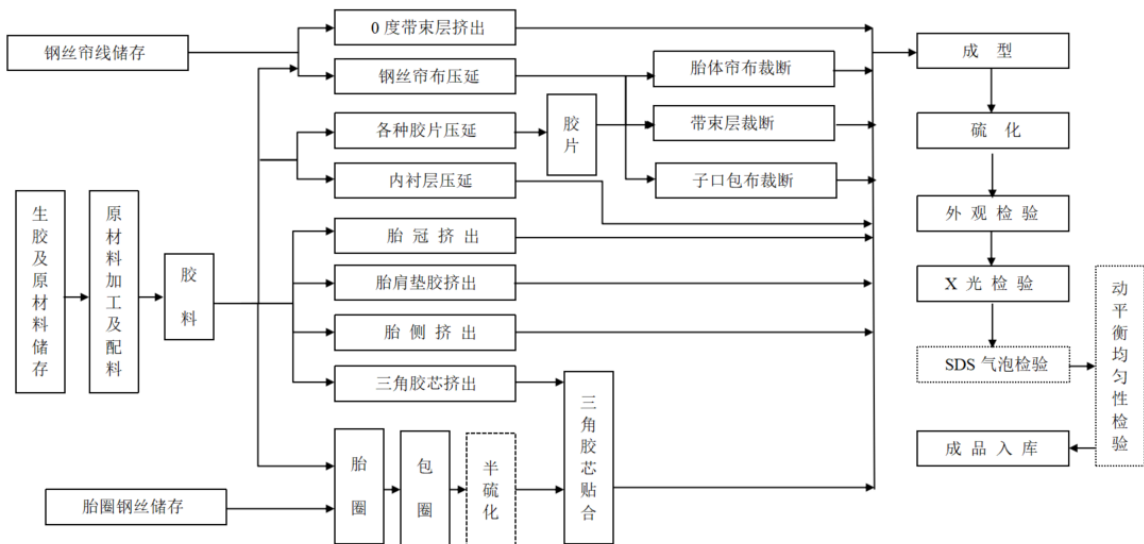 0 度带束层挤出
钢丝帘线储存
成 型
钢丝帘布压延
胎体帘布裁断
各种胶片压延
胶片
带束层裁断
硫 化
内衬层压延
子口包布裁断
生胶及原材料储存
原材料加工及配料
胶料
胎 冠 挤 出
外 观 检 验
胎肩垫胶挤出
X 光 检 验
动平衡均匀性检验
胎 侧 挤 出
SDS 气泡检验
三角胶芯挤出
三角胶芯贴合
胎圈
包圈
半硫化
成 品 入 库
胎圈钢丝储存